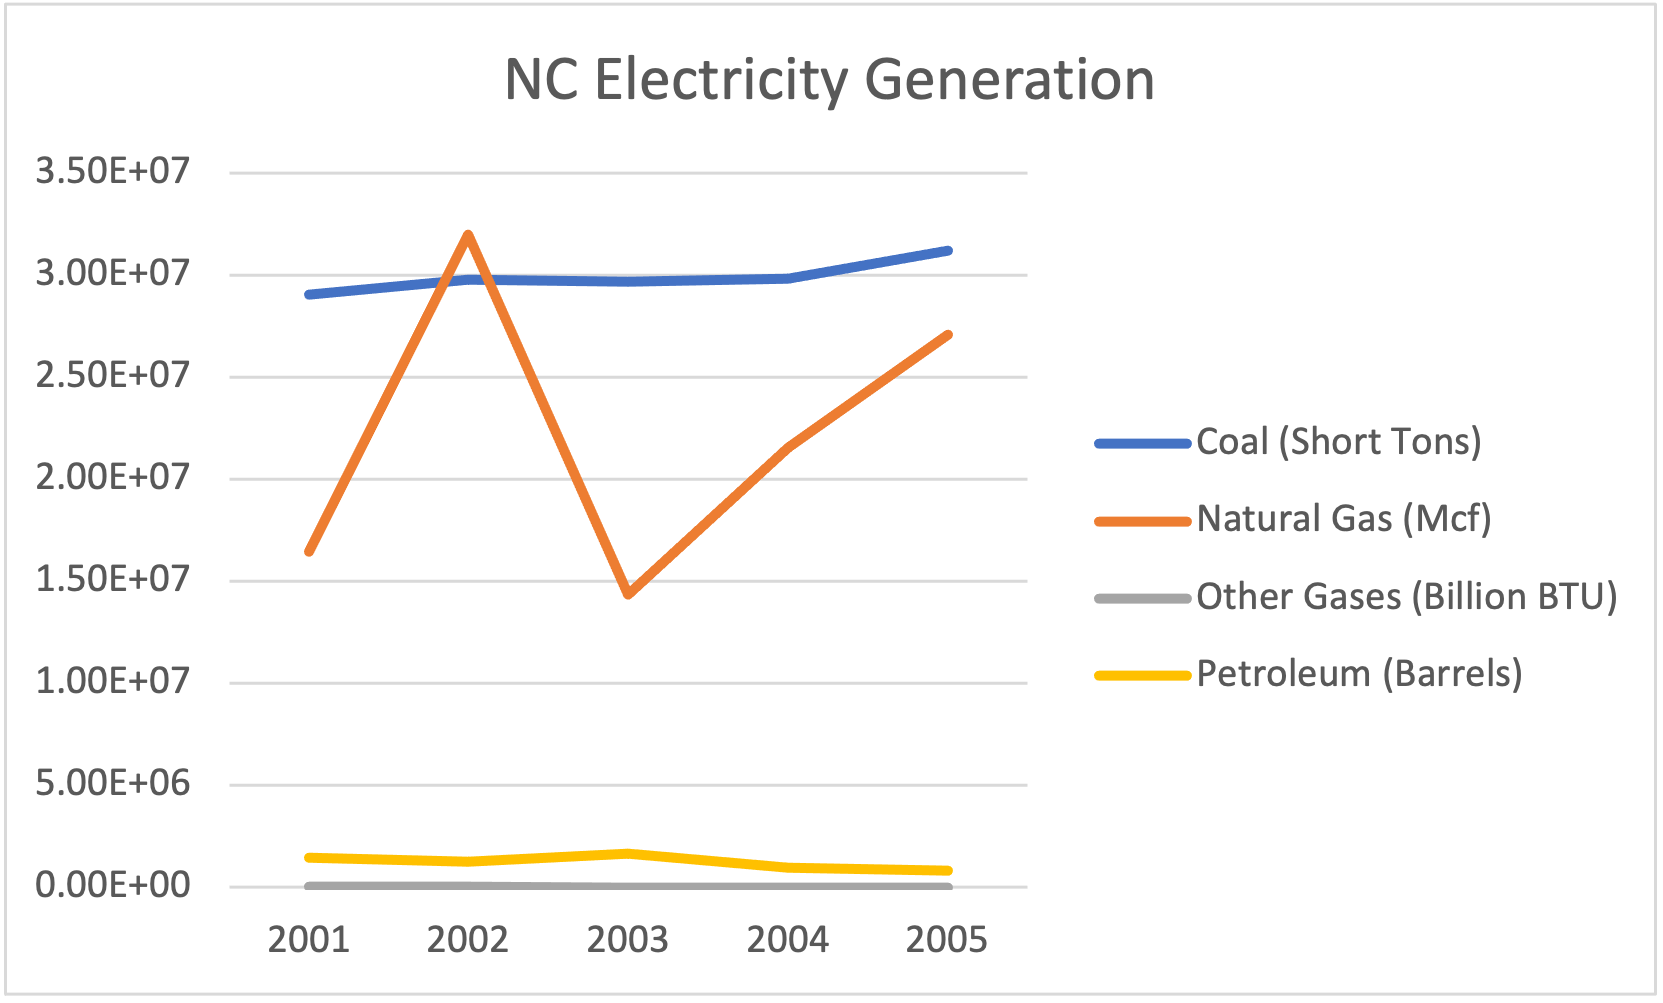 NC Electricity Generation
3.50E+07
3.00E+07
2.50E+07
2.00E+07
1.50E+07
1.00E+07
5.00E+06
0.00E+00
2001 2002 2003 2004 2005
Coal (Short Tons)
Natural Gas (Mcf)
Other Gases (Billion BTU)
Petroleum (Barrels)